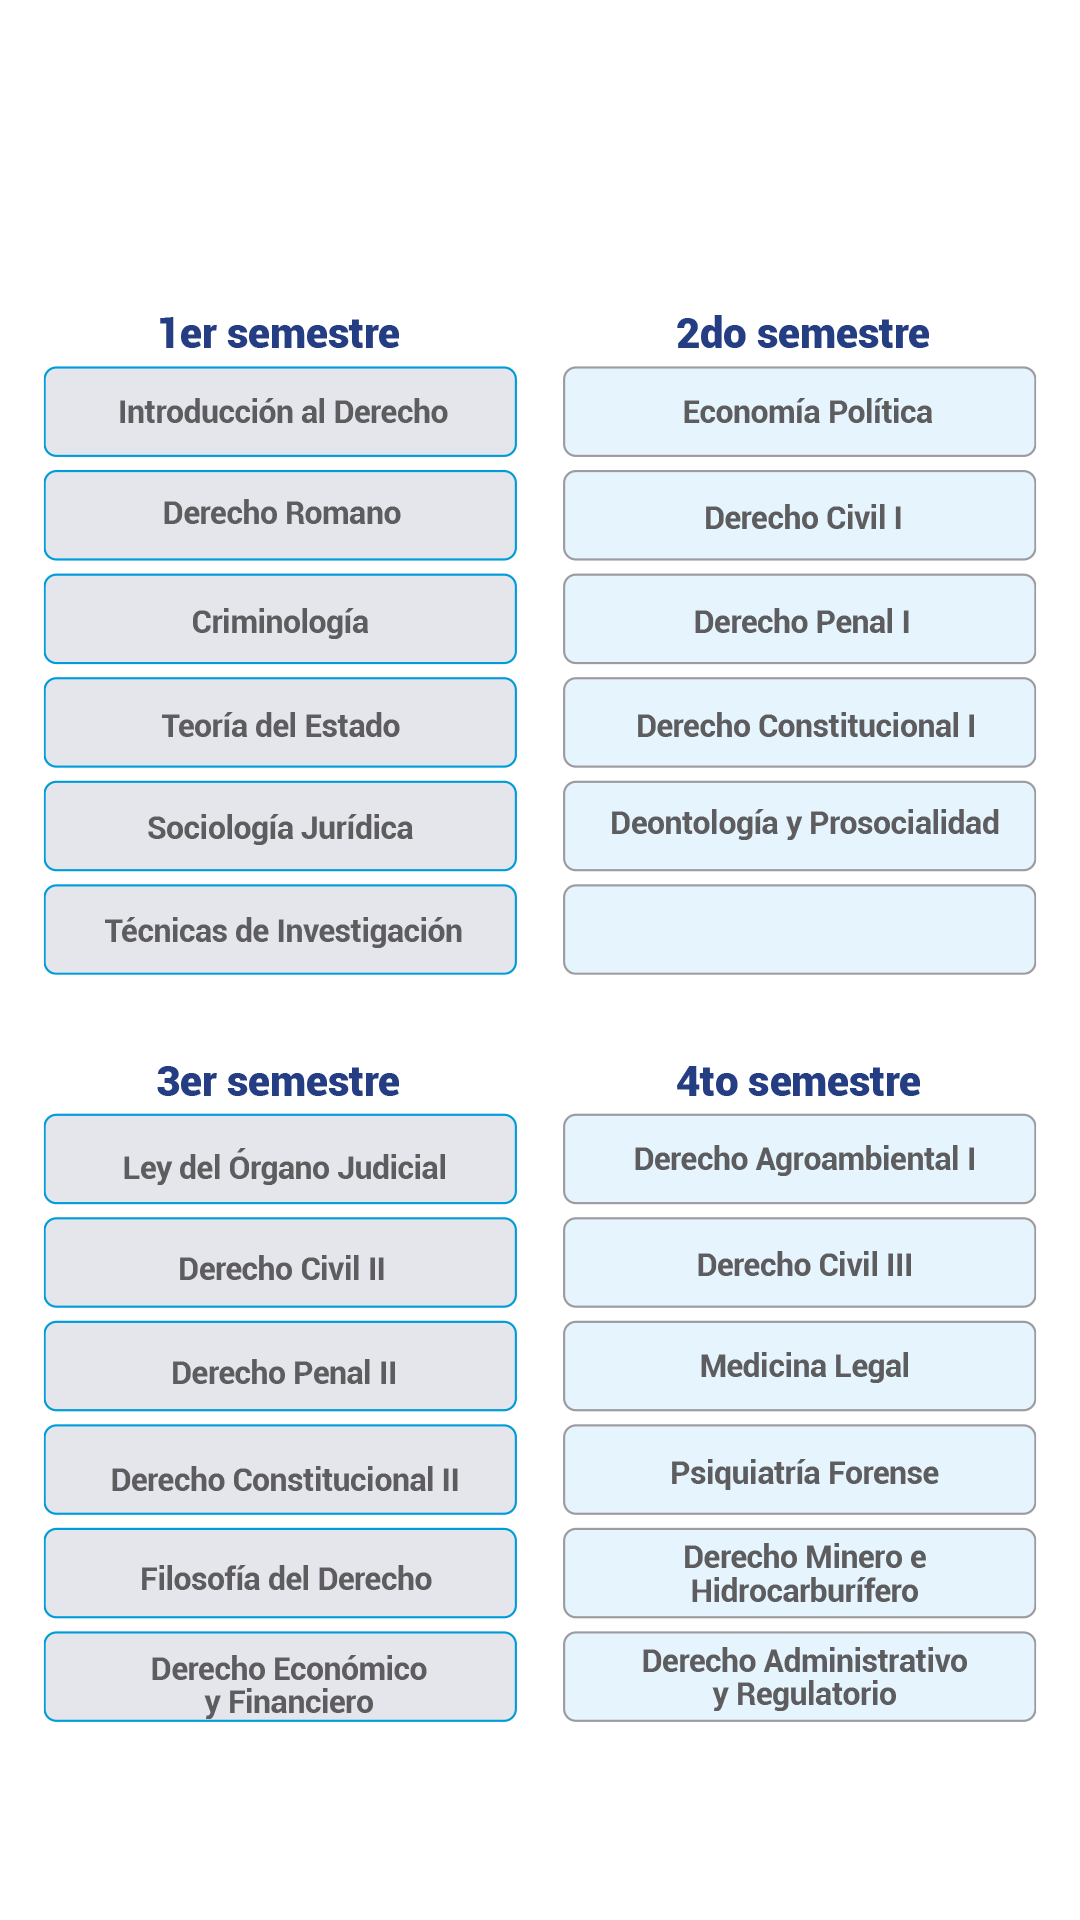 1er semestre
Introducción al Derecho
Derecho Romano
Criminología
Teoría del Estado
Sociología Jurídica
Técnicas de Investigación
2do semestre
Economía Política
Derecho Civil I
Derecho Penal I
Derecho Constitucional I
Deontología y Prosocialidad
3er semestre
Ley del Órgano Judicial
Derecho Civil II
Derecho Penal II
Derecho Constitucional II
Filosofía del Derecho
Derecho Económico
y Financiero
4to semestre
Derecho Agroambiental I
Derecho Civil III
Medicina Legal
Psiquiatría Forense
Derecho Minero e
Hidrocarburífero
Derecho Administrativo
y Regulatorio